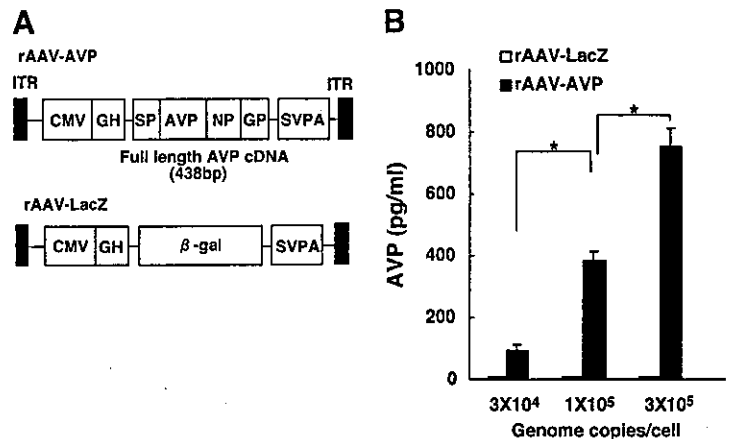 A
rAAV-AVP
ITR
ITR
CMV GH SP AVP NP GP SVPA
Full length AVP cDNA
(438bp)
rAAV-LacZ
CMV GH β-gal SVPA
B
rAAV-LacZ
rAAV-AVP
1000
800
600
400
200
0
AVP (pg/ml)
*
*
3X10⁴ 1X10⁵ 3X10⁵
Genome copies/cell